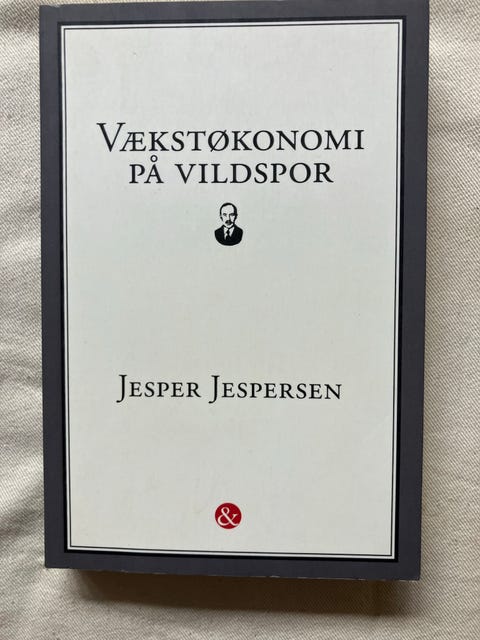 VÆKSTØKONOMI
PÅ VILDSPOR
JESPER JESPERSEN
&